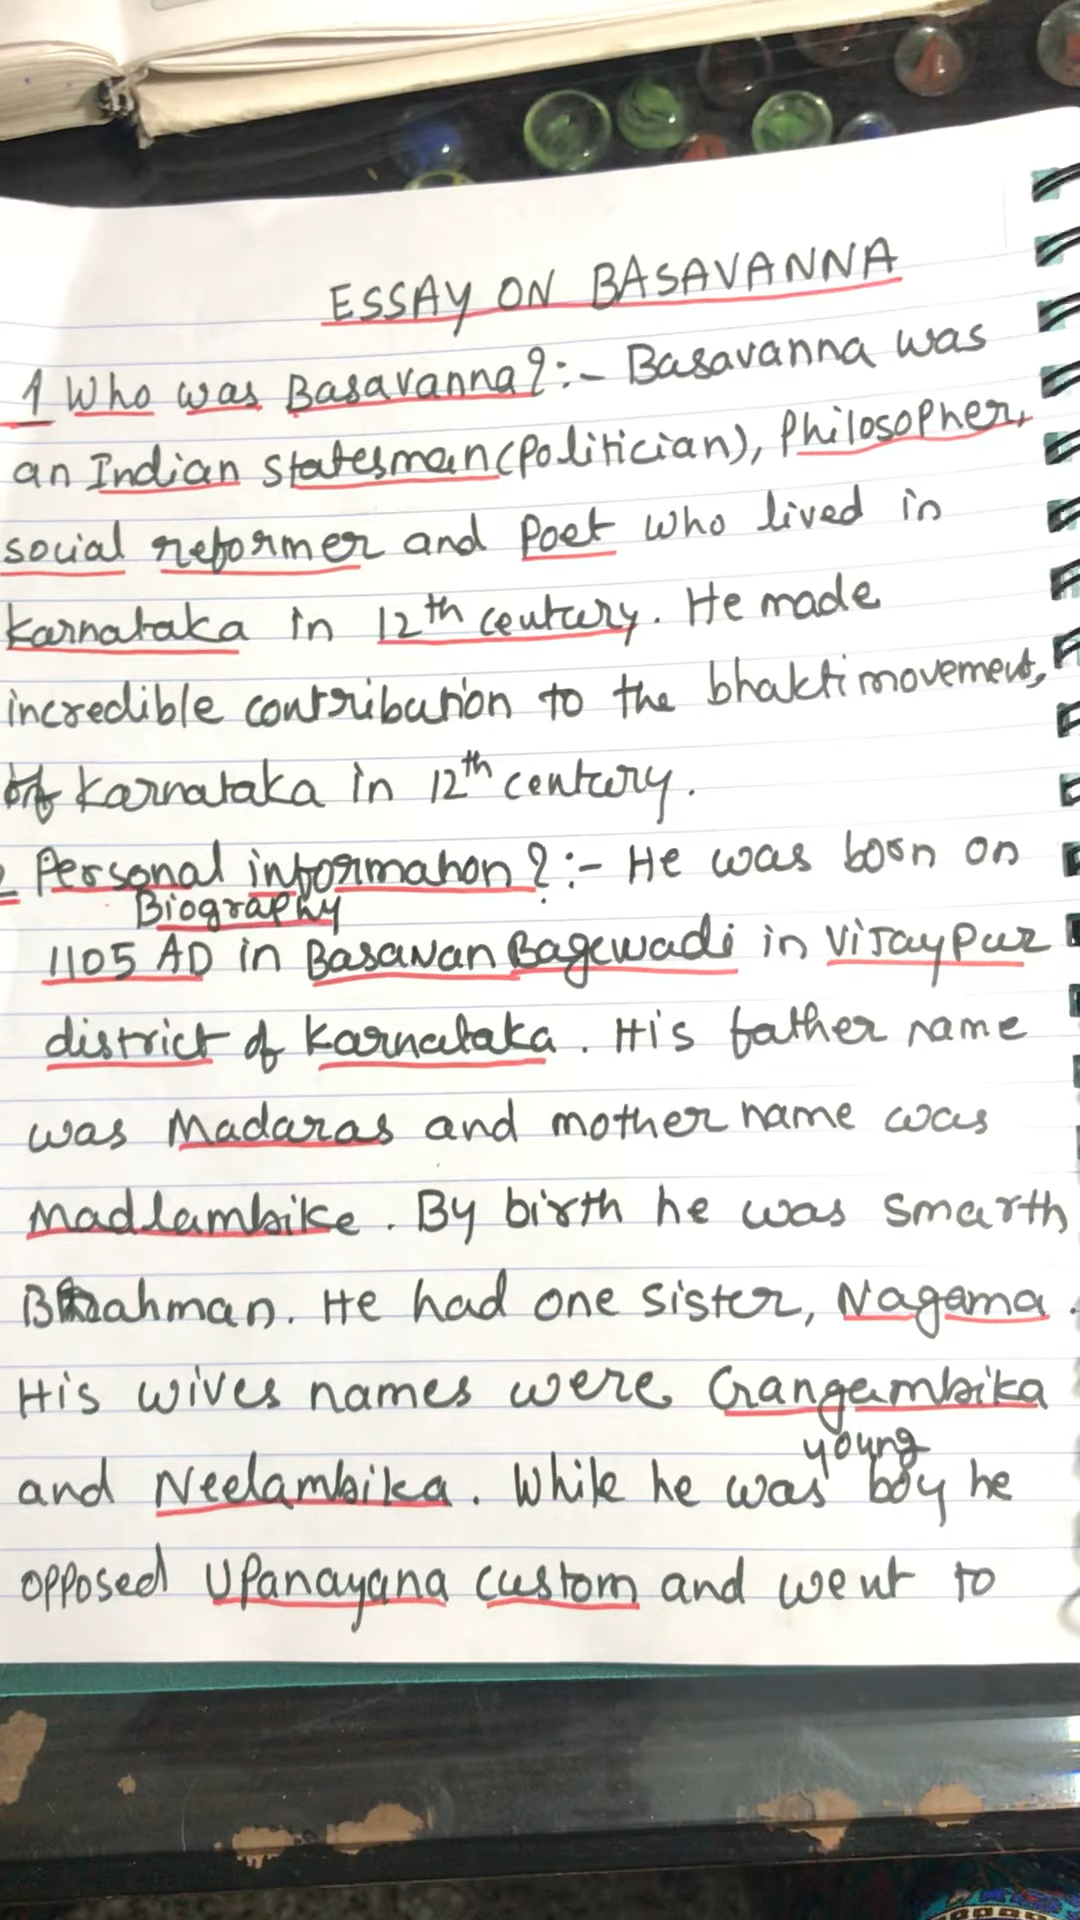 ESSAY ON BASAVANNA
1 Who was Basavanna?:- Basavanna was
an Indian statesman(politician), Philosopher,
social reformer and Poet who lived in
Karnataka in 12th century. He made
incredible contribution to the bhakti movement,
of Karnataka in 12th century.
2 Personal information?:- He was born on
Biography
1105 AD in Basavan Bagewadi in Vijaypur
district of Karnataka. His father name
was Madaras and mother name was
Madlambike. By birth he was smarth
Brahman. He had one sister, Nagama.
His wives names were Gangambika
young
and Neelambika. While he was boy he
opposed Upanayana custom and went to